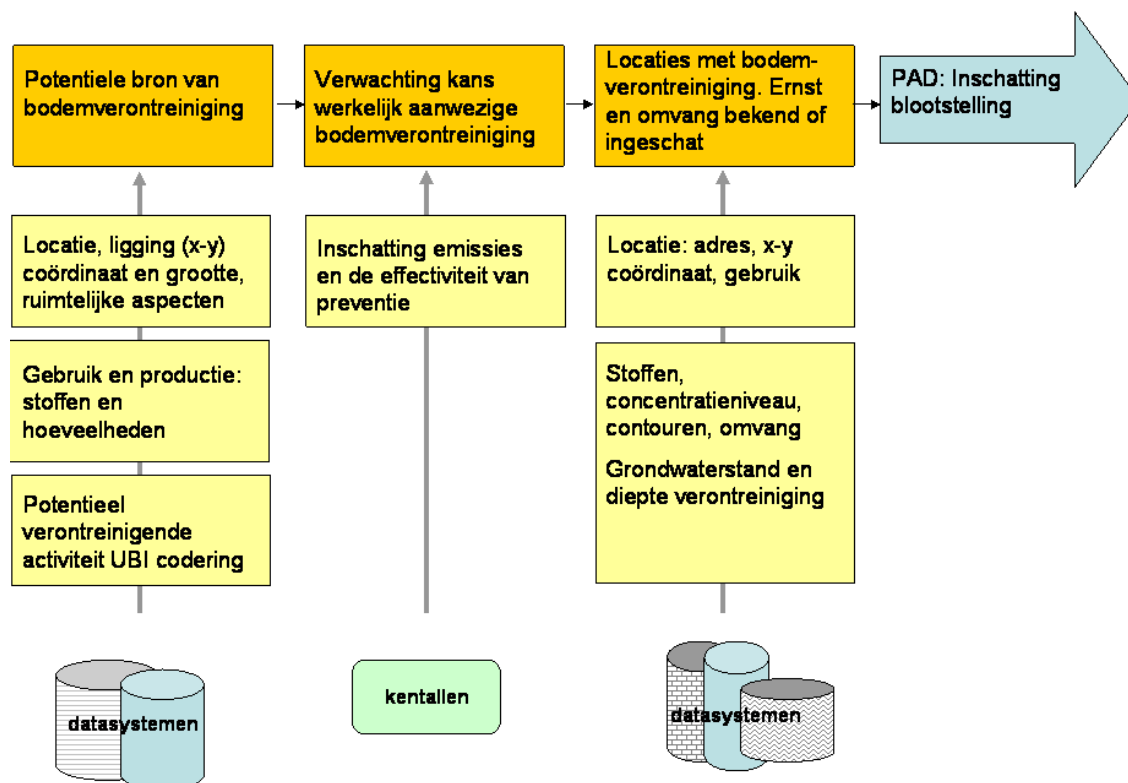 Potentiele bron van
bodemverontreiniging
Verwachting kans
werkelijk aanwezige
bodemverontreiniging
Locaties met bodem-
verontreiniging. Ernst
en omvang bekend of
ingeschat
PAD: Inschatting
blootstelling
Locatie, ligging (x-y)
coördinaat en grootte,
ruimtelijke aspecten
Inschatting emissies
en de effectiviteit van
preventie
Locatie: adres, x-y
coördinaat, gebruik
Gebruik en productie:
stoffen en
hoeveelheden
Stoffen,
concentratieniveau,
contouren, omvang
Grondwaterstand en
diepte verontreiniging
Potentieel
verontreinigende
activiteit UBI codering
datasystemen
kentallen
datasystemen